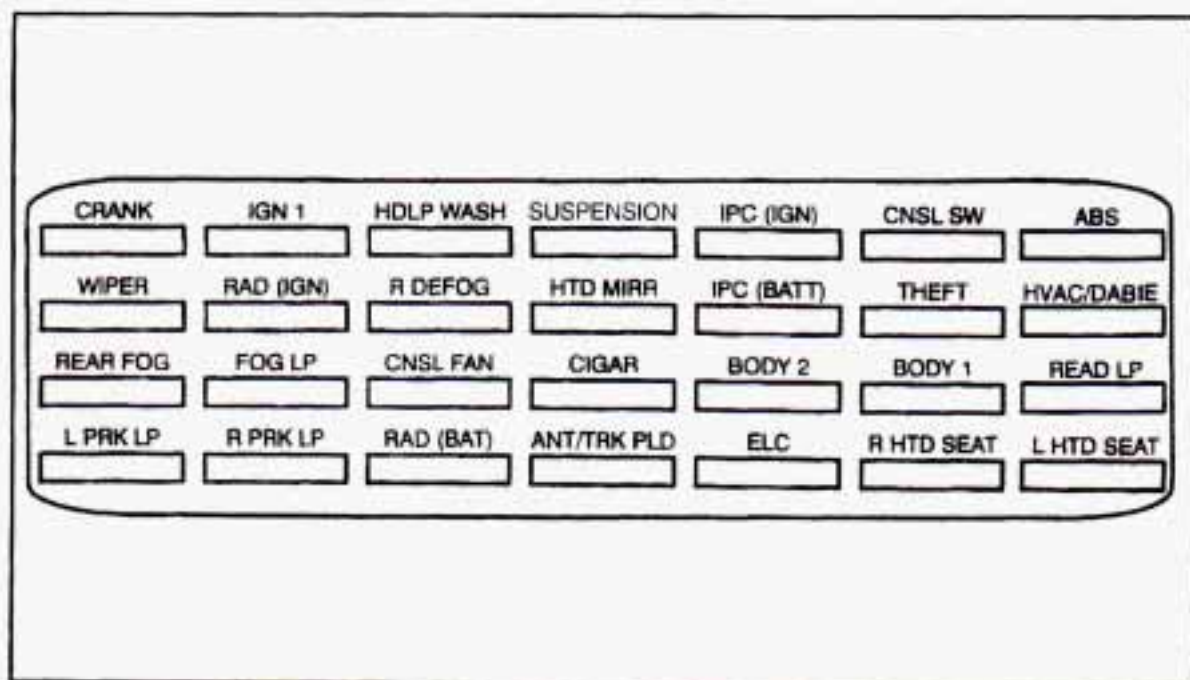 CRANK IGN 1 HDLP WASH SUSPENSION IPC (IGN) CNSL SW ABS
WIPER RAD (IGN) R DEFOG HTD MIRR IPC (BATT) THEFT HVAC/DABIE
REAR FOG FOG LP CNSL FAN CIGAR BODY 2 BODY 1 READ LP
L PRK LP R PRK LP RAD (BAT) ANT/TRK PLD ELC R HTD SEAT L HTD SEAT